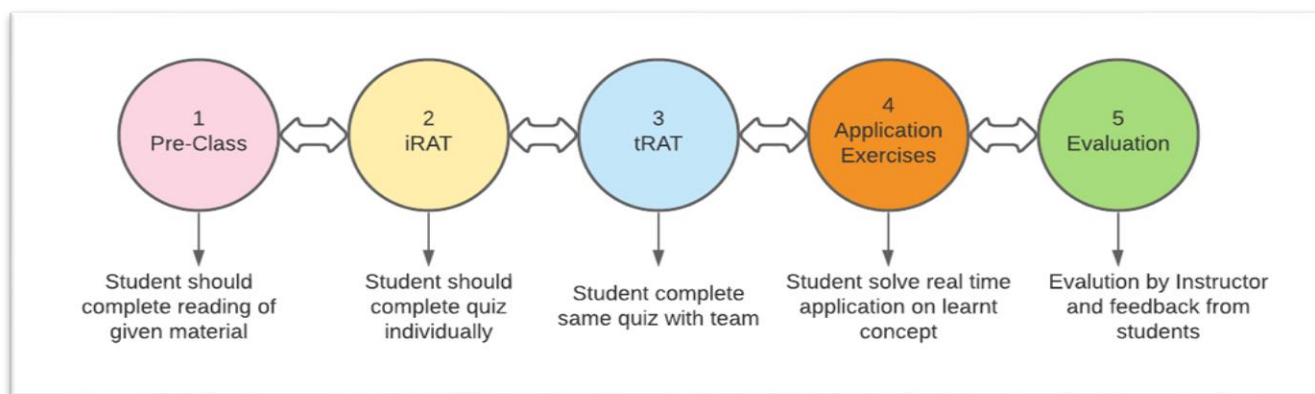 1
Pre-Class
2
iRAT
3
tRAT
4
Application
Exercises
5
Evaluation
Student should
complete reading of
given material
Student should
complete quiz
individually
Student complete
same quiz with team
Student solve real time
application on learnt
concept
Evalution by Instructor
and feedback from
students